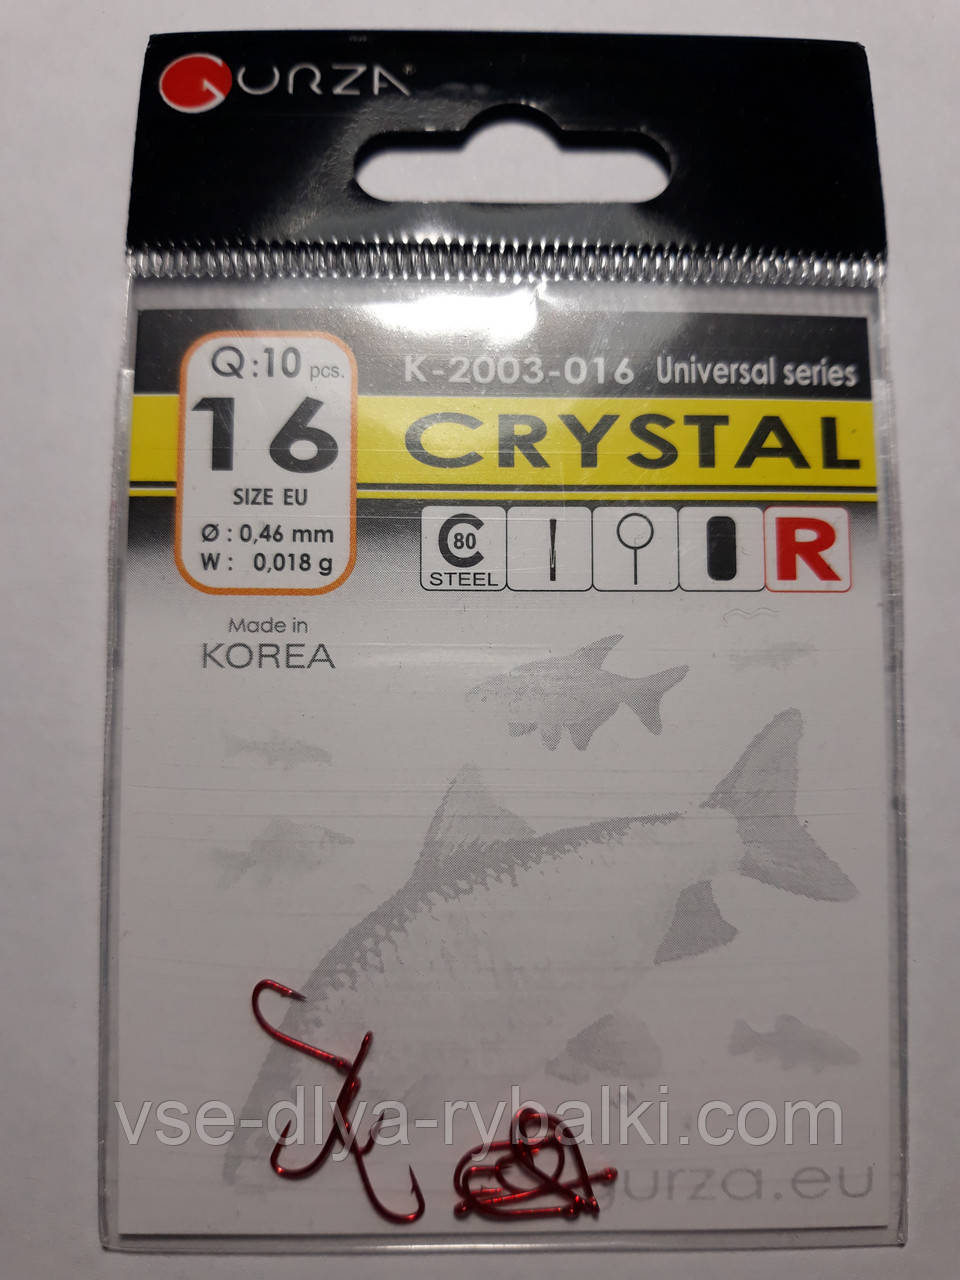 GURZA®
Q:10 pcs.
16
SIZE EU
Ø : 0,46 mm
W : 0,018 g
K-2003-016 Universal series
CRYSTAL
C 80
STEEL
R
Made in
KOREA
vse-dlya-rybalki.com
gurza.eu